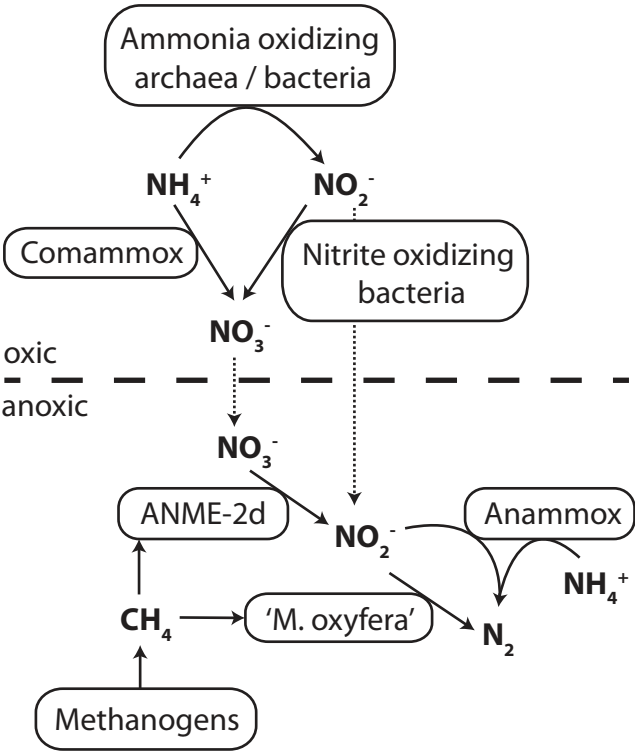 Ammonia oxidizing
archaea / bacteria
NH₄⁺
NO₂⁻
Comammox
Nitrite oxidizing
bacteria
NO₃⁻
oxic
anoxic
NO₃⁻
ANME-2d
Anammox
NO₂⁻
NH₄⁺
CH₄
‘M. oxyfera’
N₂
Methanogens